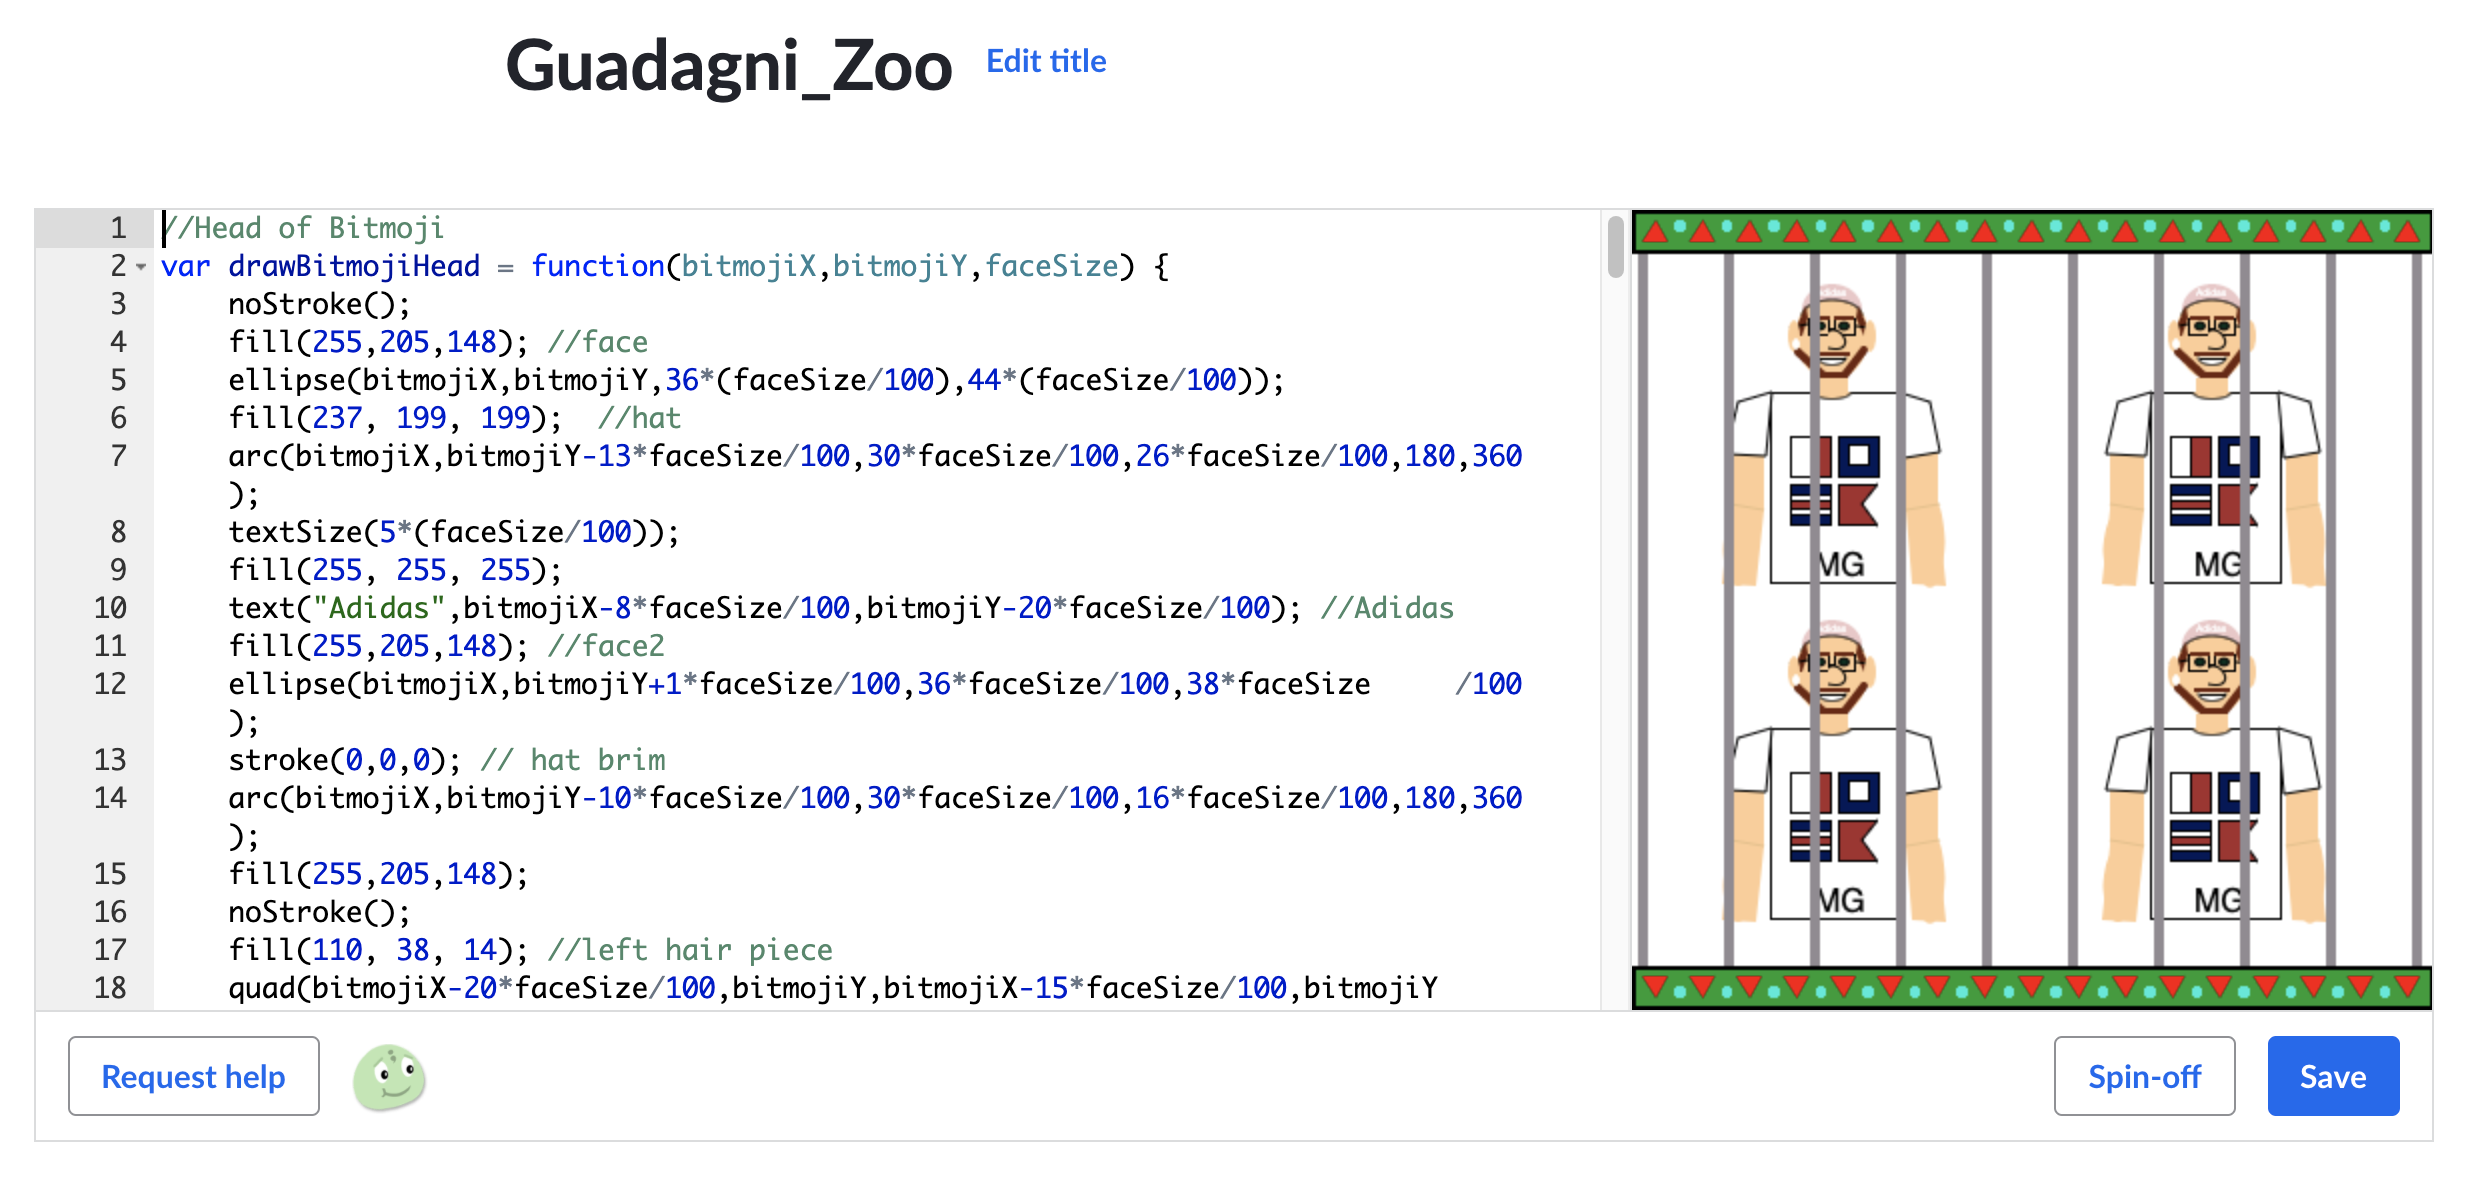 Guadagni_Zoo Edit title
1 //Head of Bitmoji
2 var drawBitmojiHead = function(bitmojiX,bitmojiY,faceSize) {
3 noStroke();
4 fill(255,205,148); //face
5 ellipse(bitmojiX,bitmojiY,36*(faceSize/100),44*(faceSize/100));
6 fill(237, 199, 199);  //hat
7 arc(bitmojiX,bitmojiY-13*faceSize/100,30*faceSize/100,26*faceSize/100,180,360
);
8 textSize(5*(faceSize/100));
9 fill(255, 255, 255);
10 text("Adidas",bitmojiX-8*faceSize/100,bitmojiY-20*faceSize/100); //Adidas
11 fill(255,205,148); //face2
12 ellipse(bitmojiX,bitmojiY+1*faceSize/100,36*faceSize/100,38*faceSize     /100
);
13 stroke(0,0,0); // hat brim
14 arc(bitmojiX,bitmojiY-10*faceSize/100,30*faceSize/100,16*faceSize/100,180,360
);
15 fill(255,205,148);
16 noStroke();
17 fill(110, 38, 14); //left hair piece
18 quad(bitmojiX-20*faceSize/100,bitmojiY,bitmojiX-15*faceSize/100,bitmojiY
Adidas
Adidas
MG
MG
Adidas
Adidas
MG
MG
Request help
Spin-off
Save